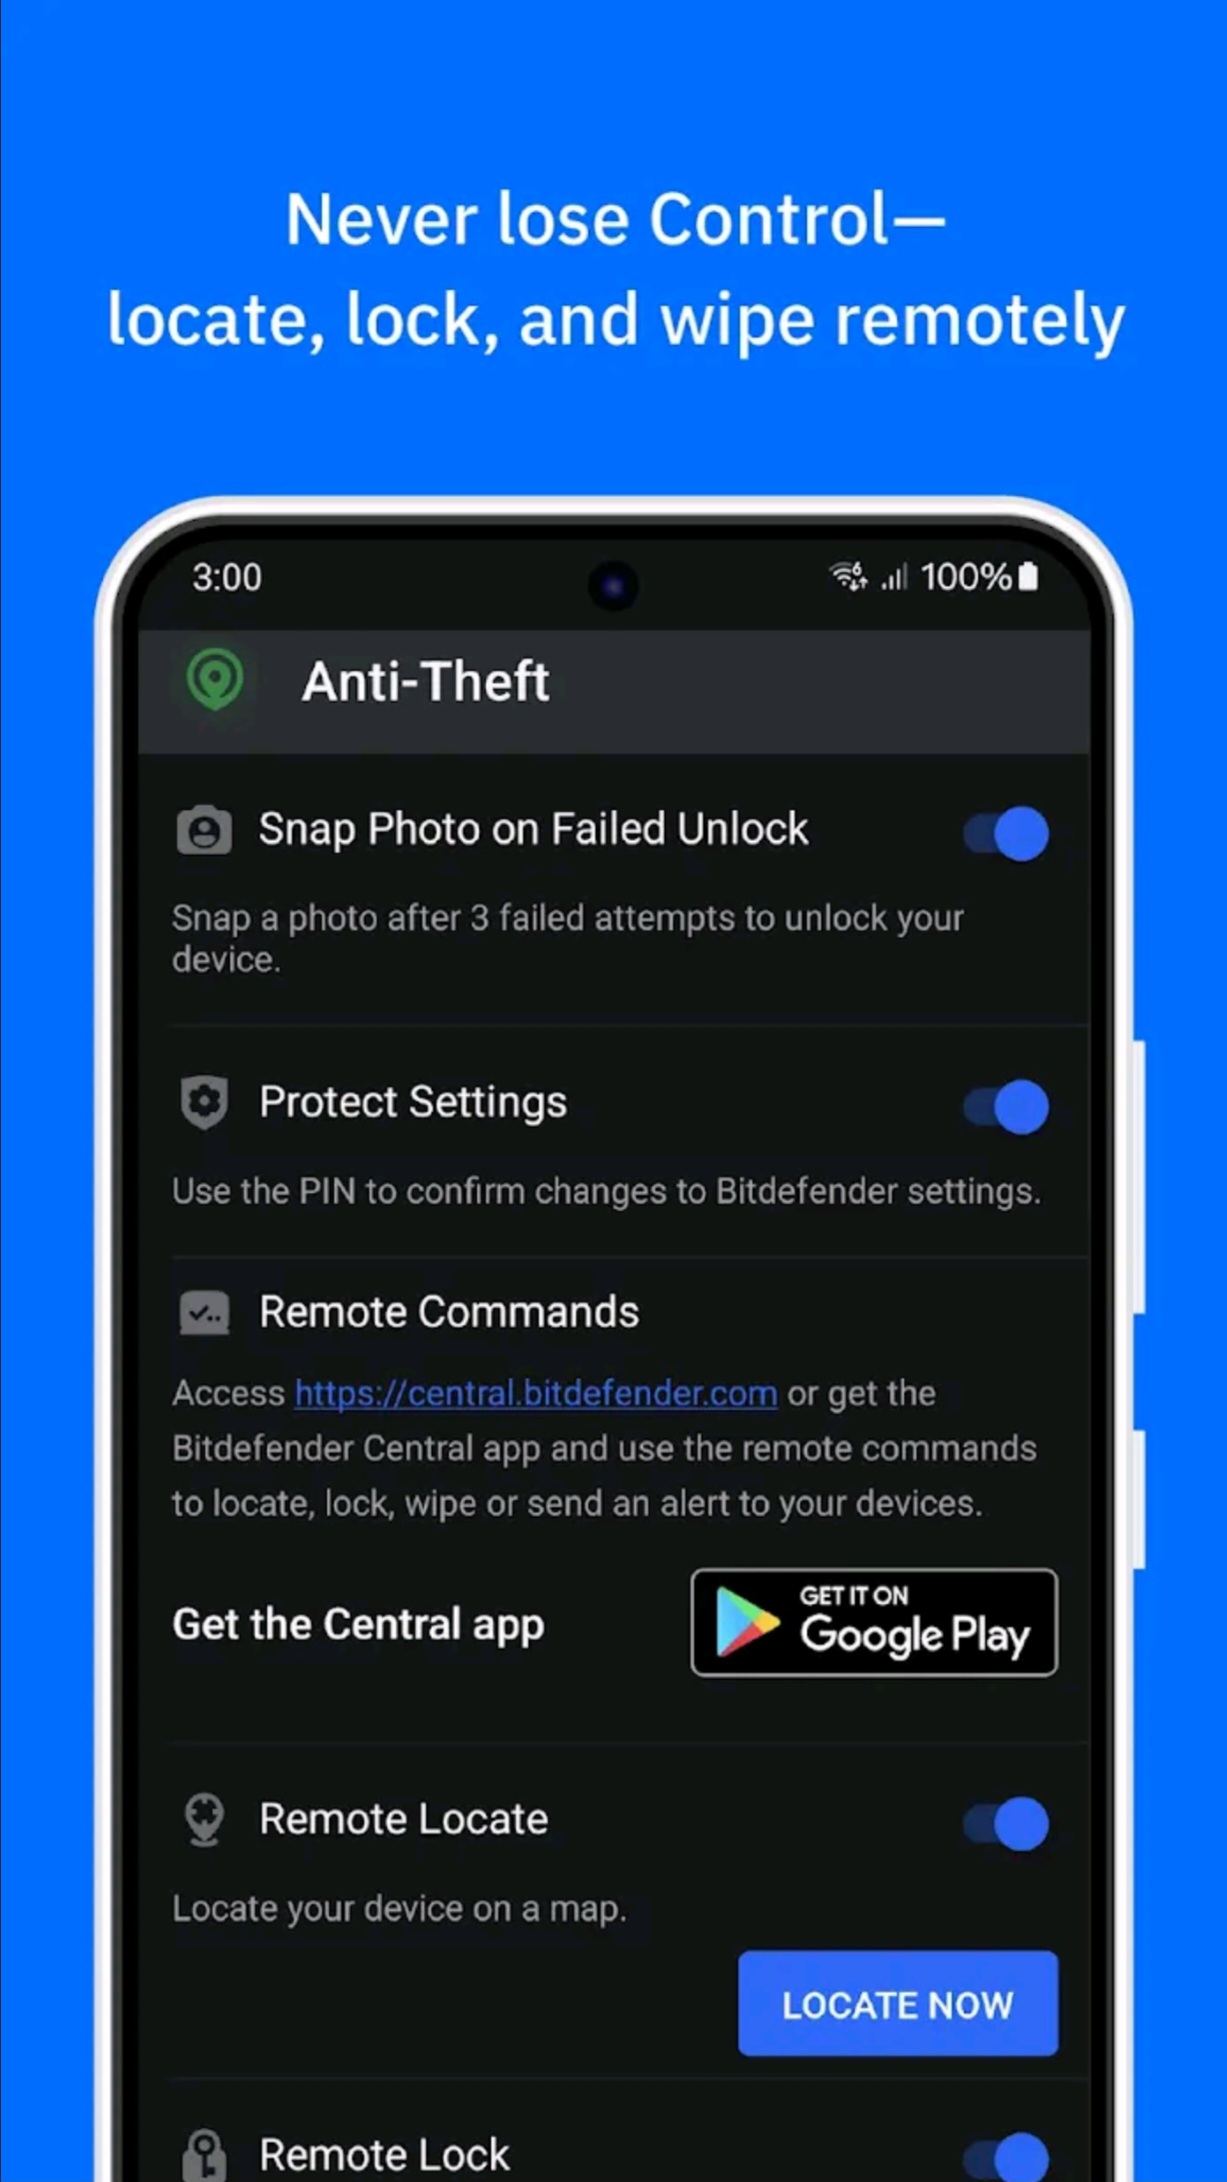 Never lose Control—
locate, lock, and wipe remotely
3:00
6
100%
Anti-Theft
Snap Photo on Failed Unlock
Snap a photo after 3 failed attempts to unlock your
device.
Protect Settings
Use the PIN to confirm changes to Bitdefender settings.
Remote Commands
Access https://central.bitdefender.com or get the
Bitdefender Central app and use the remote commands
to locate, lock, wipe or send an alert to your devices.
Get the Central app
GET IT ON
Google Play
Remote Locate
Locate your device on a map.
LOCATE NOW
Remote Lock